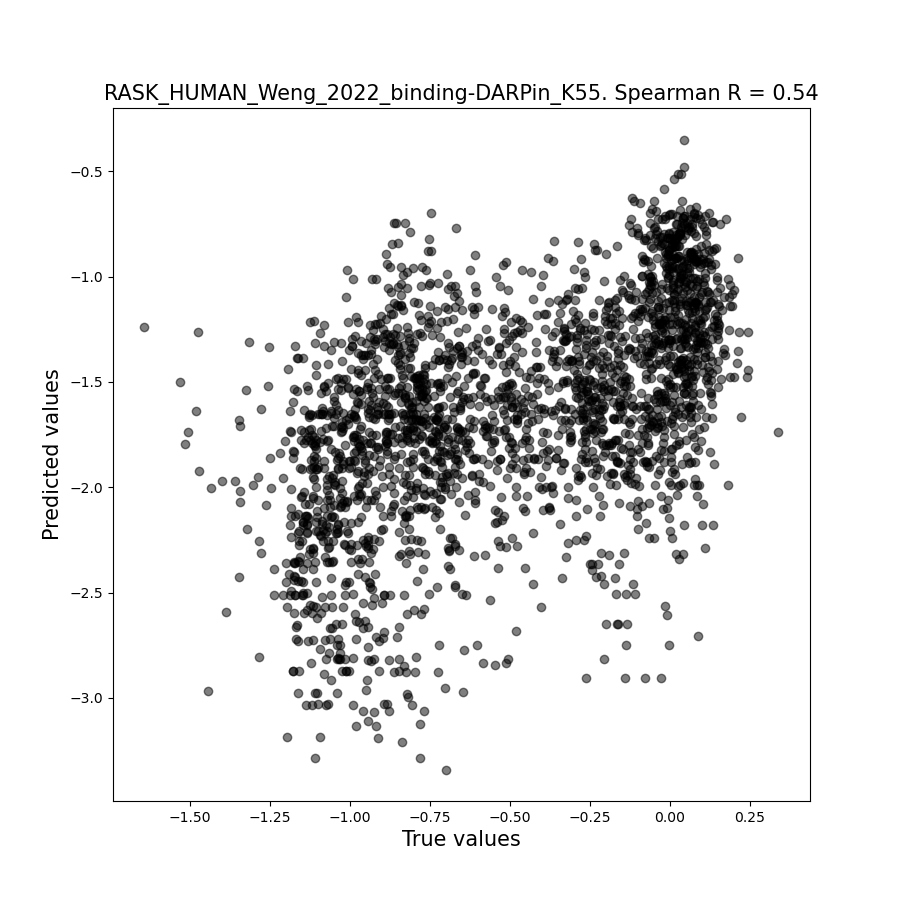 RASK_HUMAN_Weng_2022_binding-DARPin_K55. Spearman R = 0.54
Predicted values
−0.5
−1.0
−1.5
−2.0
−2.5
−3.0
−1.50 −1.25 −1.00 −0.75 −0.50 −0.25 0.00 0.25
True values